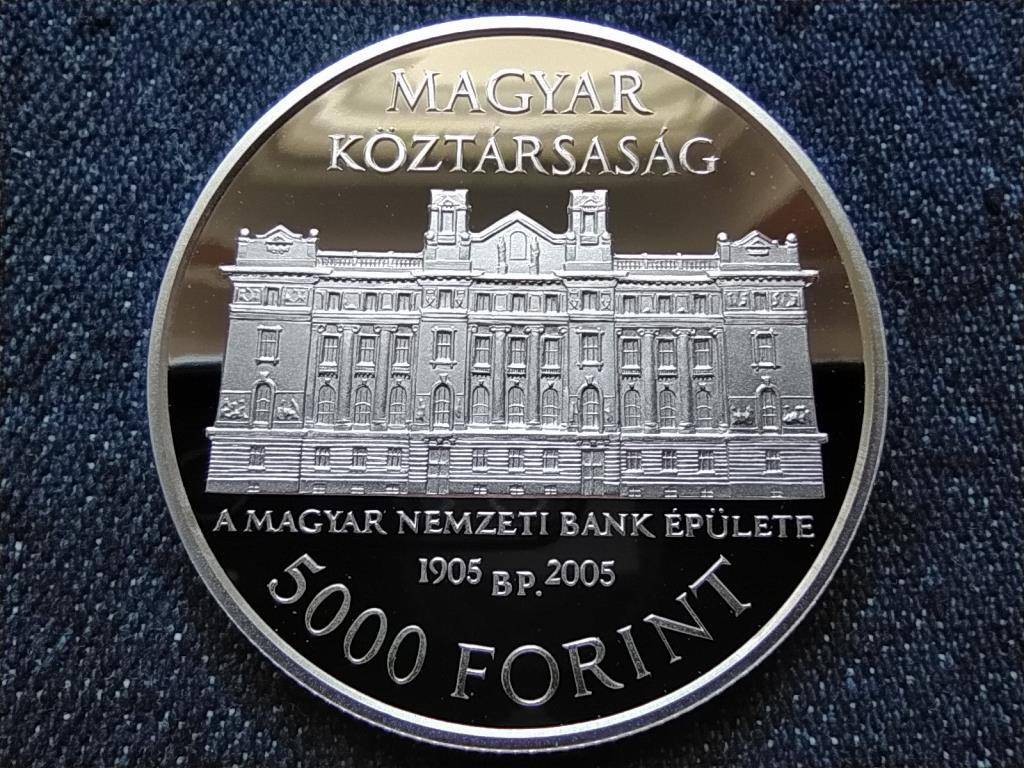 MAGYAR
KÖZTÁRSASÁG
A MAGYAR NEMZETI BANK ÉPÜLETE
1905 BP. 2005
5000 FORINT